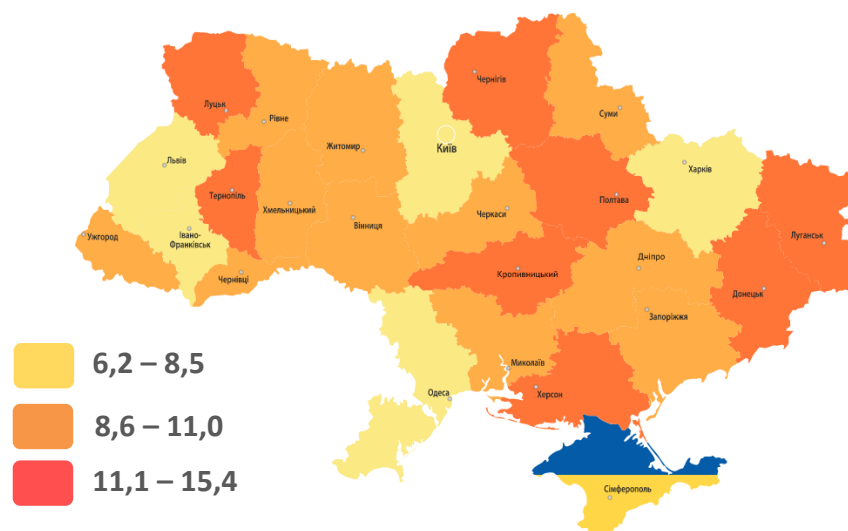 Чернігів
Луцьк
Рівне
Суми
Житомир
Київ
Львів
Харків
Тернопіль
Хмельницький
Полтава
Черкаси
Вінниця
Ужгород
Івано-
Франківськ
Луганськ
Чернівці
Дніпро
Кропивницький
Донецьк
Запоріжжя
Миколаїв
Одеса
Херсон
Сімферополь
6,2 – 8,5
8,6 – 11,0
11,1 – 15,4